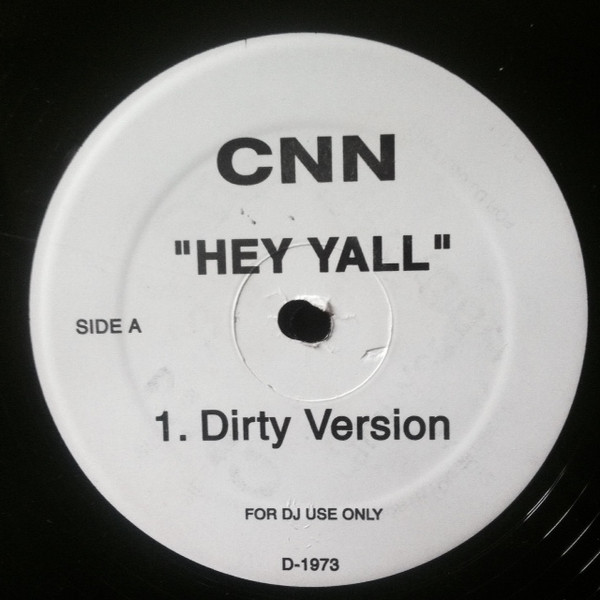 CNN
"HEY YALL"
SIDE A
1. Dirty Version
FOR DJ USE ONLY
D-1973